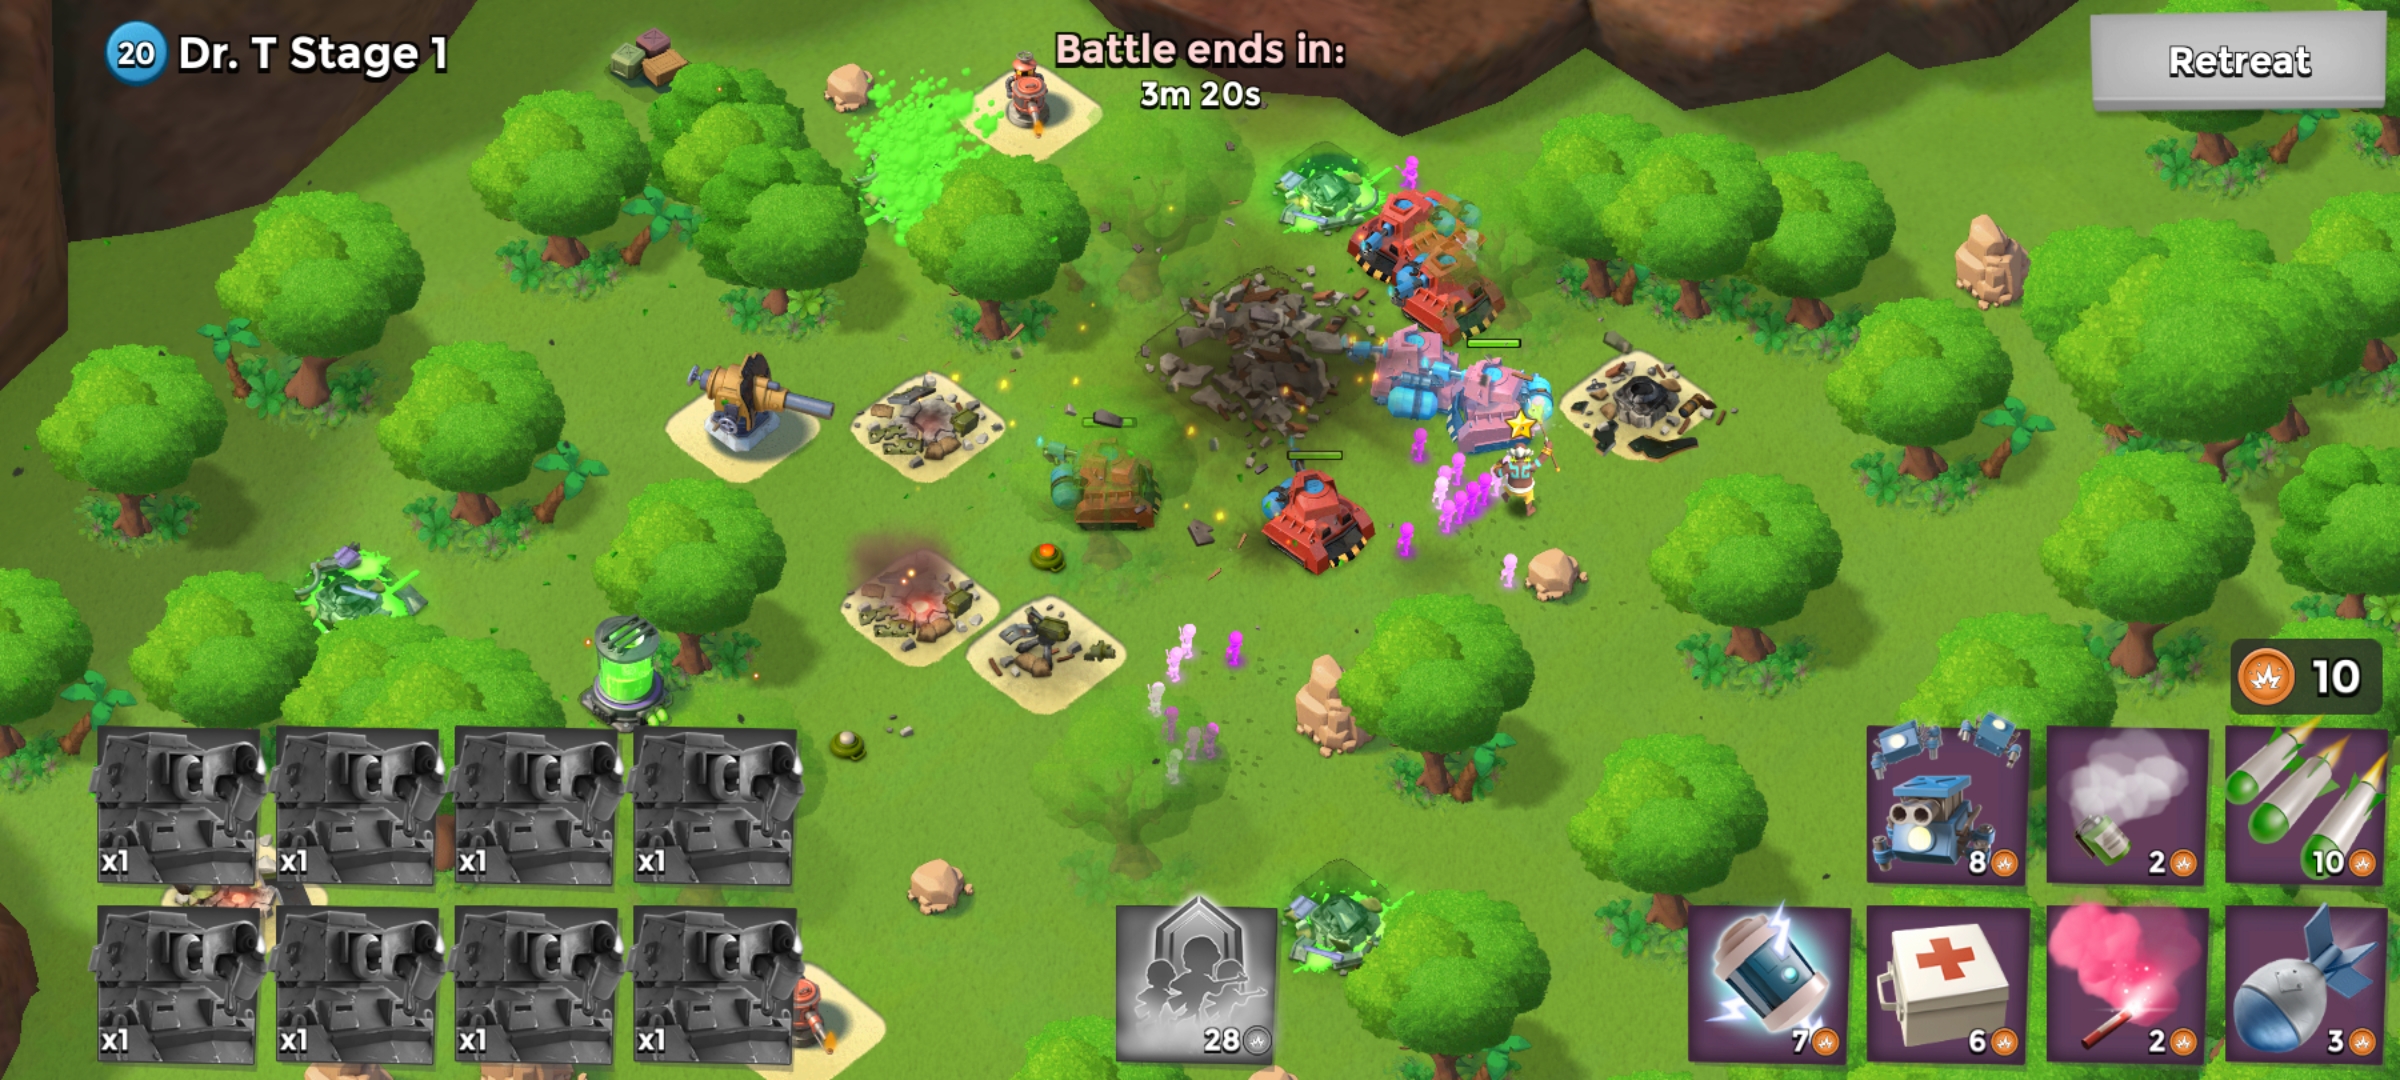 20 Dr. T Stage 1
Battle ends in:
3m 20s
Retreat
10
8
2
10
x1
x1
x1
x1
x1
x1
x1
x1
28
7
6
2
3